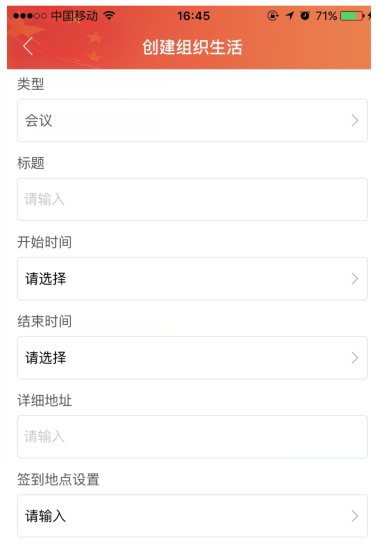 中国移动 16:45 71%
创建组织生活
类型
会议
标题
请输入
开始时间
请选择
结束时间
请选择
详细地址
请输入
签到地点设置
请输入